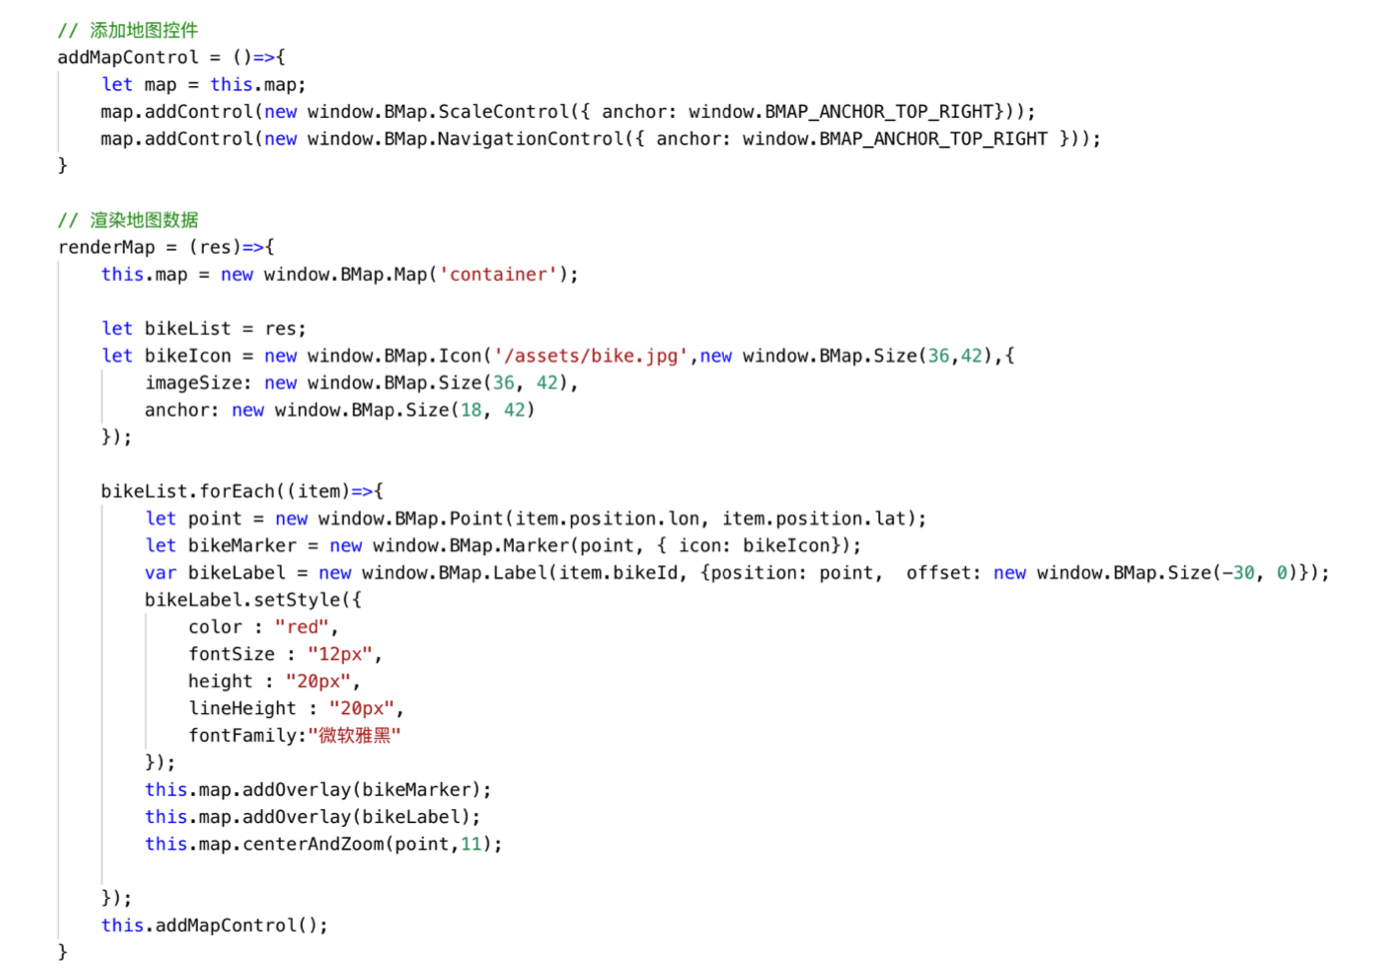 // 添加地图控件
addMapControl = ()=>{
    let map = this.map;
    map.addControl(new window.BMap.ScaleControl({ anchor: window.BMAP_ANCHOR_TOP_RIGHT}));
    map.addControl(new window.BMap.NavigationControl({ anchor: window.BMAP_ANCHOR_TOP_RIGHT }));
}
// 渲染地图数据
renderMap = (res)=>{
    this.map = new window.BMap.Map('container');
    let bikeList = res;
    let bikeIcon = new window.BMap.Icon('/assets/bike.jpg',new window.BMap.Size(36,42),{
        imageSize: new window.BMap.Size(36, 42),
        anchor: new window.BMap.Size(18, 42)
    });
    bikeList.forEach((item)=>{
        let point = new window.BMap.Point(item.position.lon, item.position.lat);
        let bikeMarker = new window.BMap.Marker(point, { icon: bikeIcon});
        var bikeLabel = new window.BMap.Label(item.bikeId, {position: point,  offset: new window.BMap.Size(-30, 0)});
        bikeLabel.setStyle({
            color : "red",
            fontSize : "12px",
            height : "20px",
            lineHeight : "20px",
            fontFamily:"微软雅黑"
        });
        this.map.addOverlay(bikeMarker);
        this.map.addOverlay(bikeLabel);
        this.map.centerAndZoom(point,11);
    });
    this.addMapControl();
}